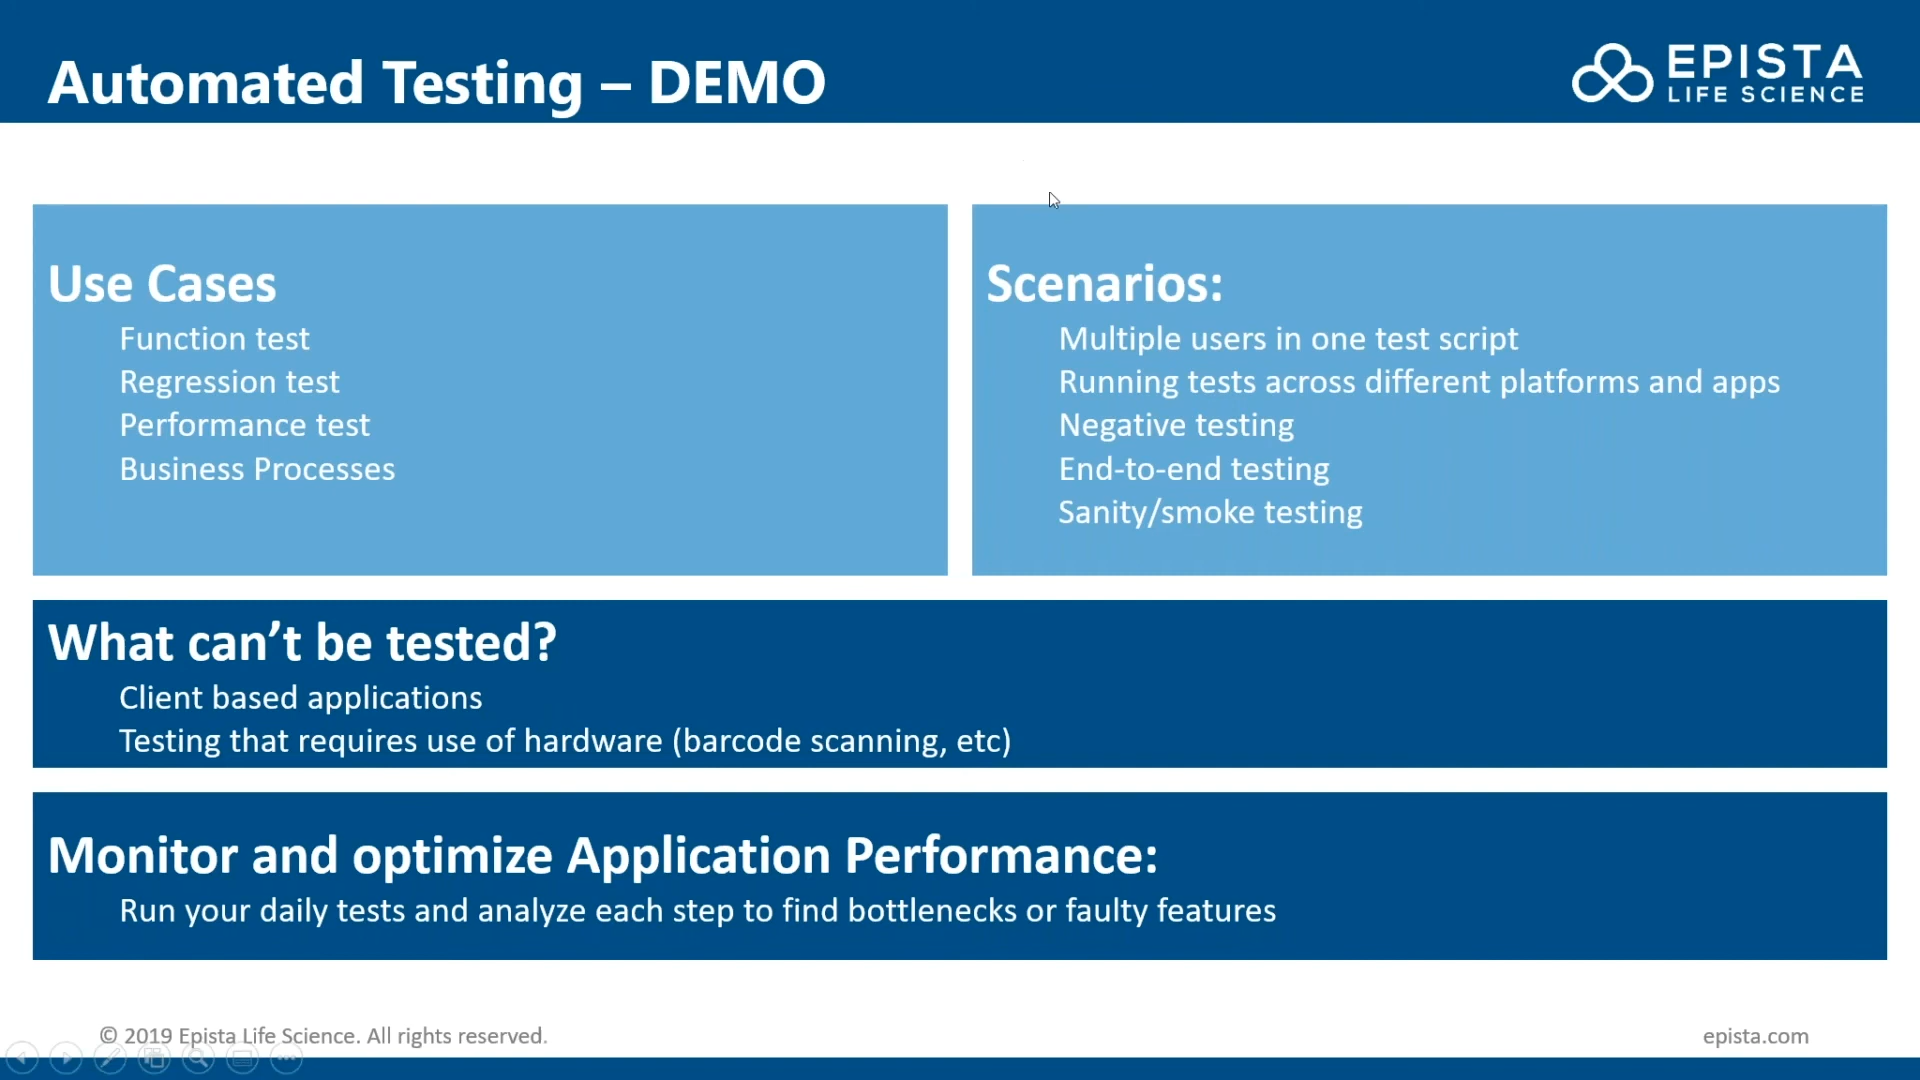 Automated Testing – DEMO
EPISTA
LIFE SCIENCE
Use Cases
Function test
Regression test
Performance test
Business Processes
Scenarios:
Multiple users in one test script
Running tests across different platforms and apps
Negative testing
End-to-end testing
Sanity/smoke testing
What can’t be tested?
Client based applications
Testing that requires use of hardware (barcode scanning, etc)
Monitor and optimize Application Performance:
Run your daily tests and analyze each step to find bottlenecks or faulty features
© 2019 Epista Life Science. All rights reserved.
epista.com